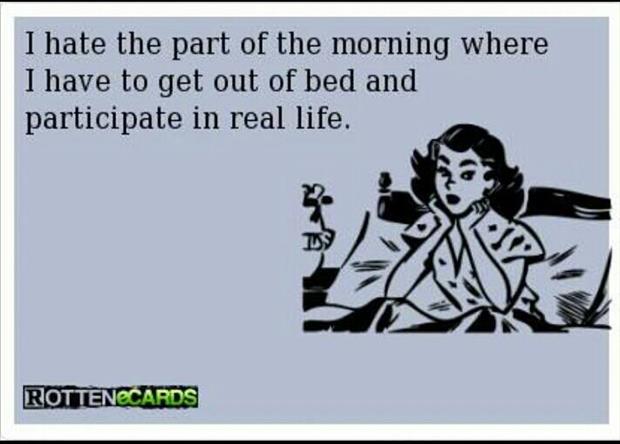 I hate the part of the morning where
I have to get out of bed and
participate in real life.
ROTTENeCARDS